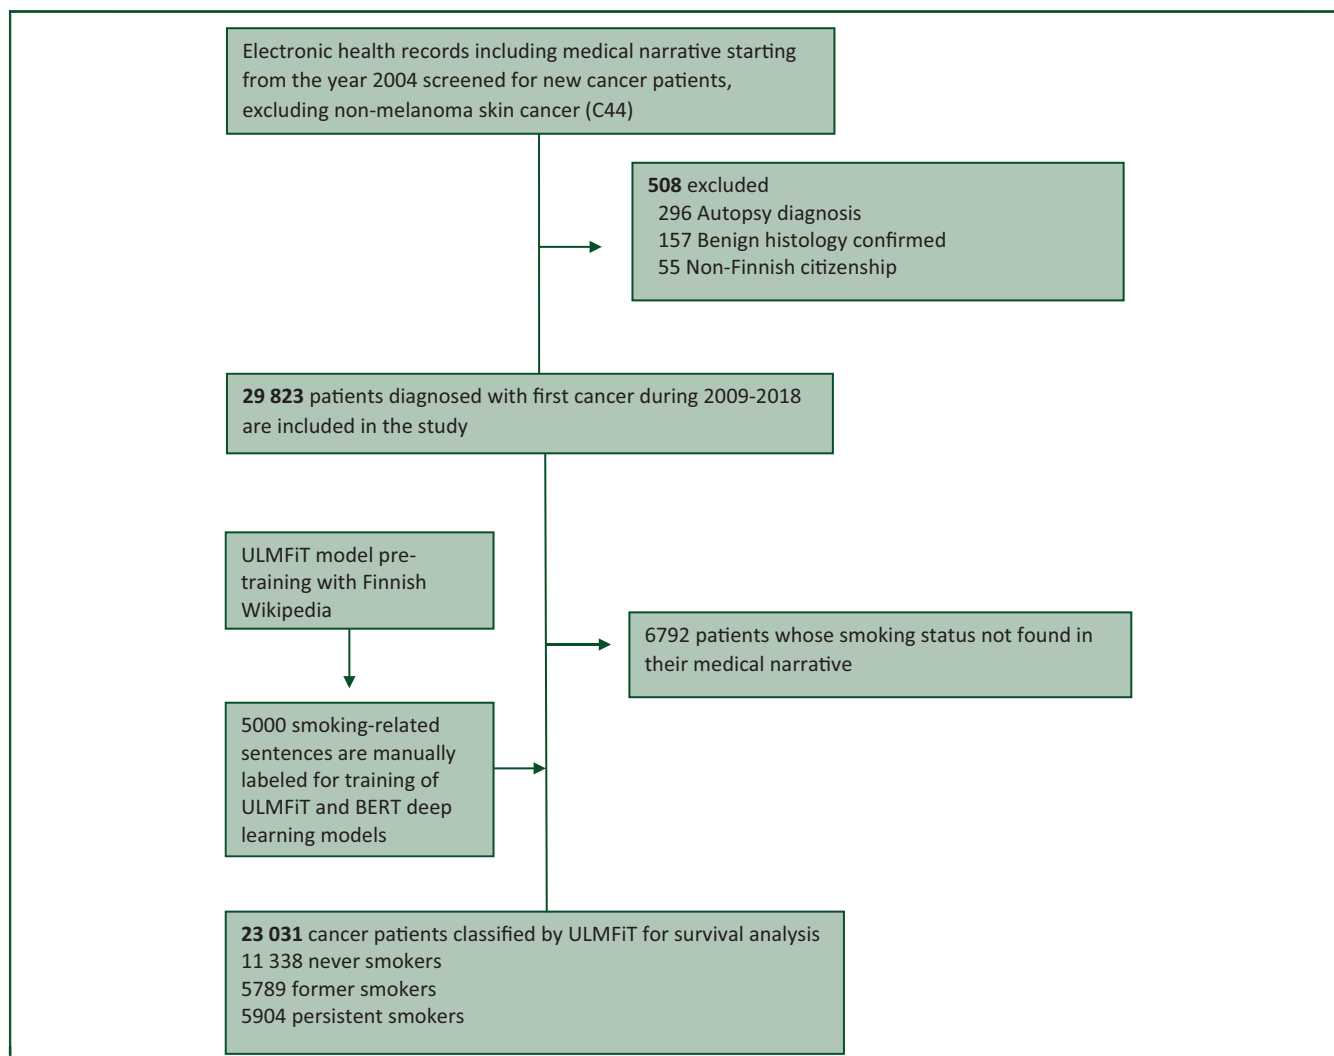 Electronic health records including medical narrative starting
from the year 2004 screened for new cancer patients,
excluding non-melanoma skin cancer (C44)
508 excluded
296 Autopsy diagnosis
157 Benign histology confirmed
55 Non-Finnish citizenship
29 823 patients diagnosed with first cancer during 2009-2018
are included in the study
ULMFiT model pre-
training with Finnish
Wikipedia
6792 patients whose smoking status not found in
their medical narrative
5000 smoking-related
sentences are manually
labeled for training of
ULMFiT and BERT deep
learning models
23 031 cancer patients classified by ULMFiT for survival analysis
11 338 never smokers
5789 former smokers
5904 persistent smokers